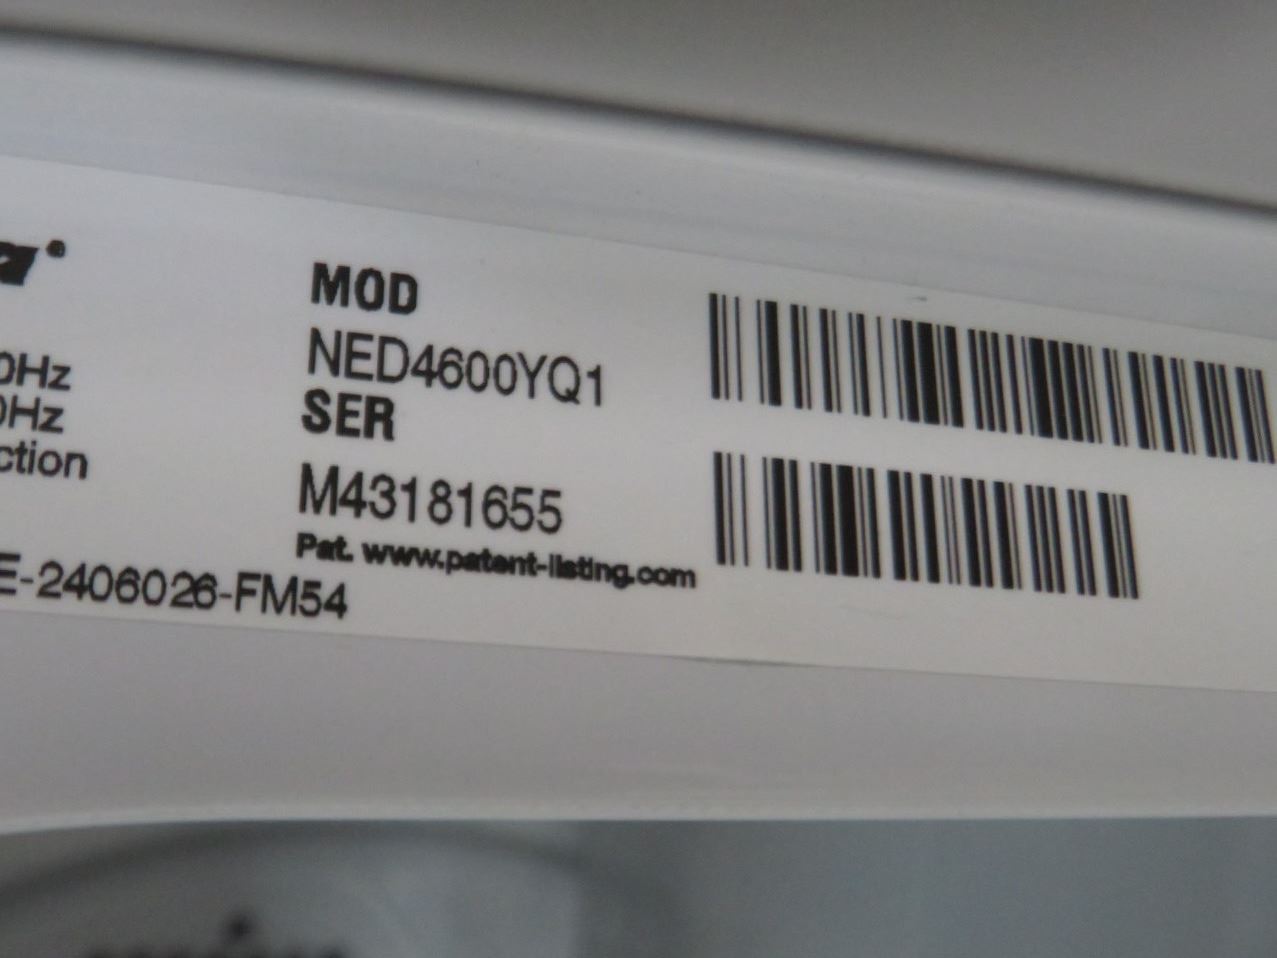 MOD
NED4600YQ1
0Hz
SER
0Hz
ction
M43181655
Pat. www.patent-listing.com
E-2406026-FM54